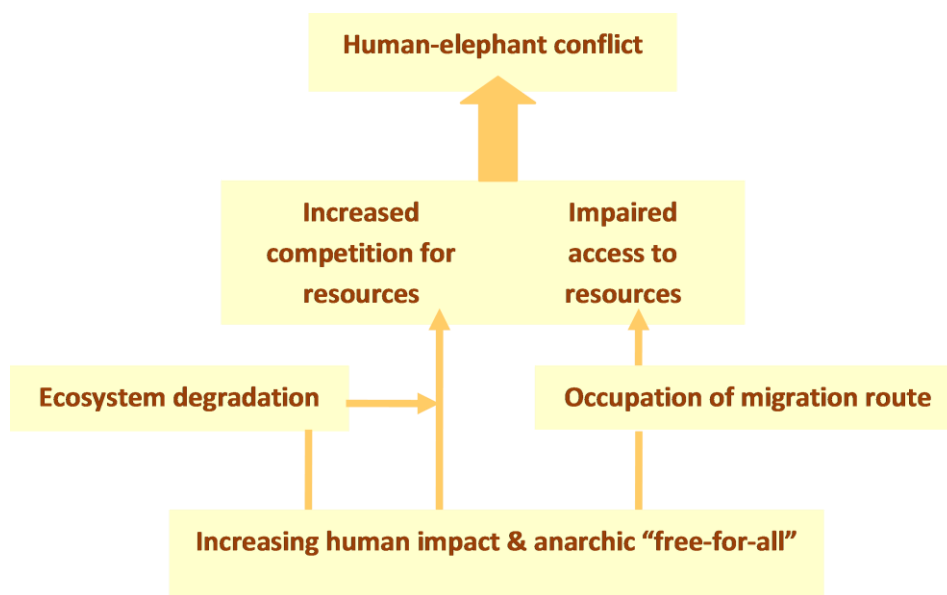 Human-elephant conflict
Increased
competition for
resources
Impaired
access to
resources
Ecosystem degradation
Occupation of migration route
Increasing human impact & anarchic “free-for-all”